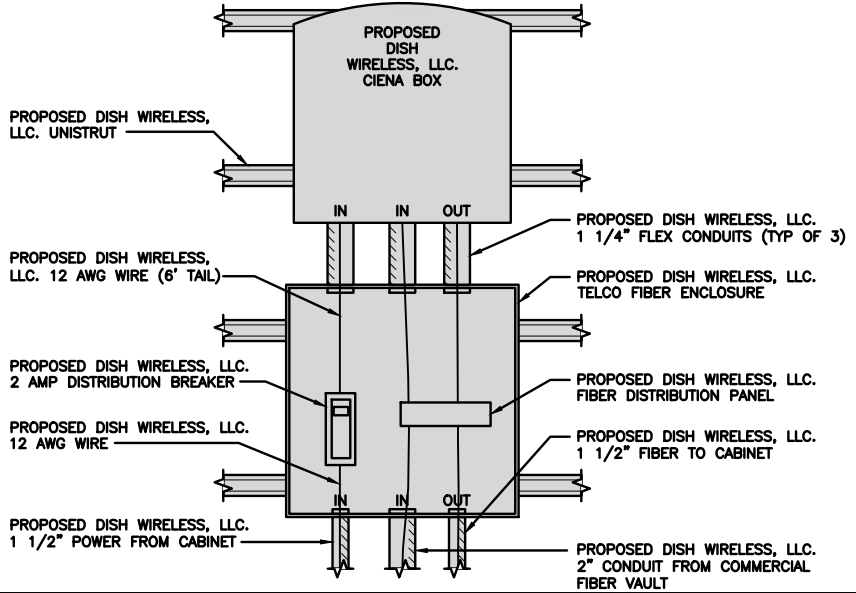 PROPOSED
DISH
WIRELESS, LLC.
CIENA BOX
PROPOSED DISH WIRELESS,
LLC. UNISTRUT
IN
IN
OUT
PROPOSED DISH WIRELESS, LLC.
1 1/4" FLEX CONDUITS (TYP OF 3)
PROPOSED DISH WIRELESS,
LLC. 12 AWG WIRE (6' TAIL)
PROPOSED DISH WIRELESS, LLC.
TELCO FIBER ENCLOSURE
PROPOSED DISH WIRELESS, LLC.
2 AMP DISTRIBUTION BREAKER
PROPOSED DISH WIRELESS, LLC.
FIBER DISTRIBUTION PANEL
PROPOSED DISH WIRELESS, LLC.
12 AWG WIRE
PROPOSED DISH WIRELESS, LLC.
1 1/2" FIBER TO CABINET
IN
IN
OUT
PROPOSED DISH WIRELESS, LLC.
1 1/2" POWER FROM CABINET
PROPOSED DISH WIRELESS, LLC.
2" CONDUIT FROM COMMERCIAL
FIBER VAULT